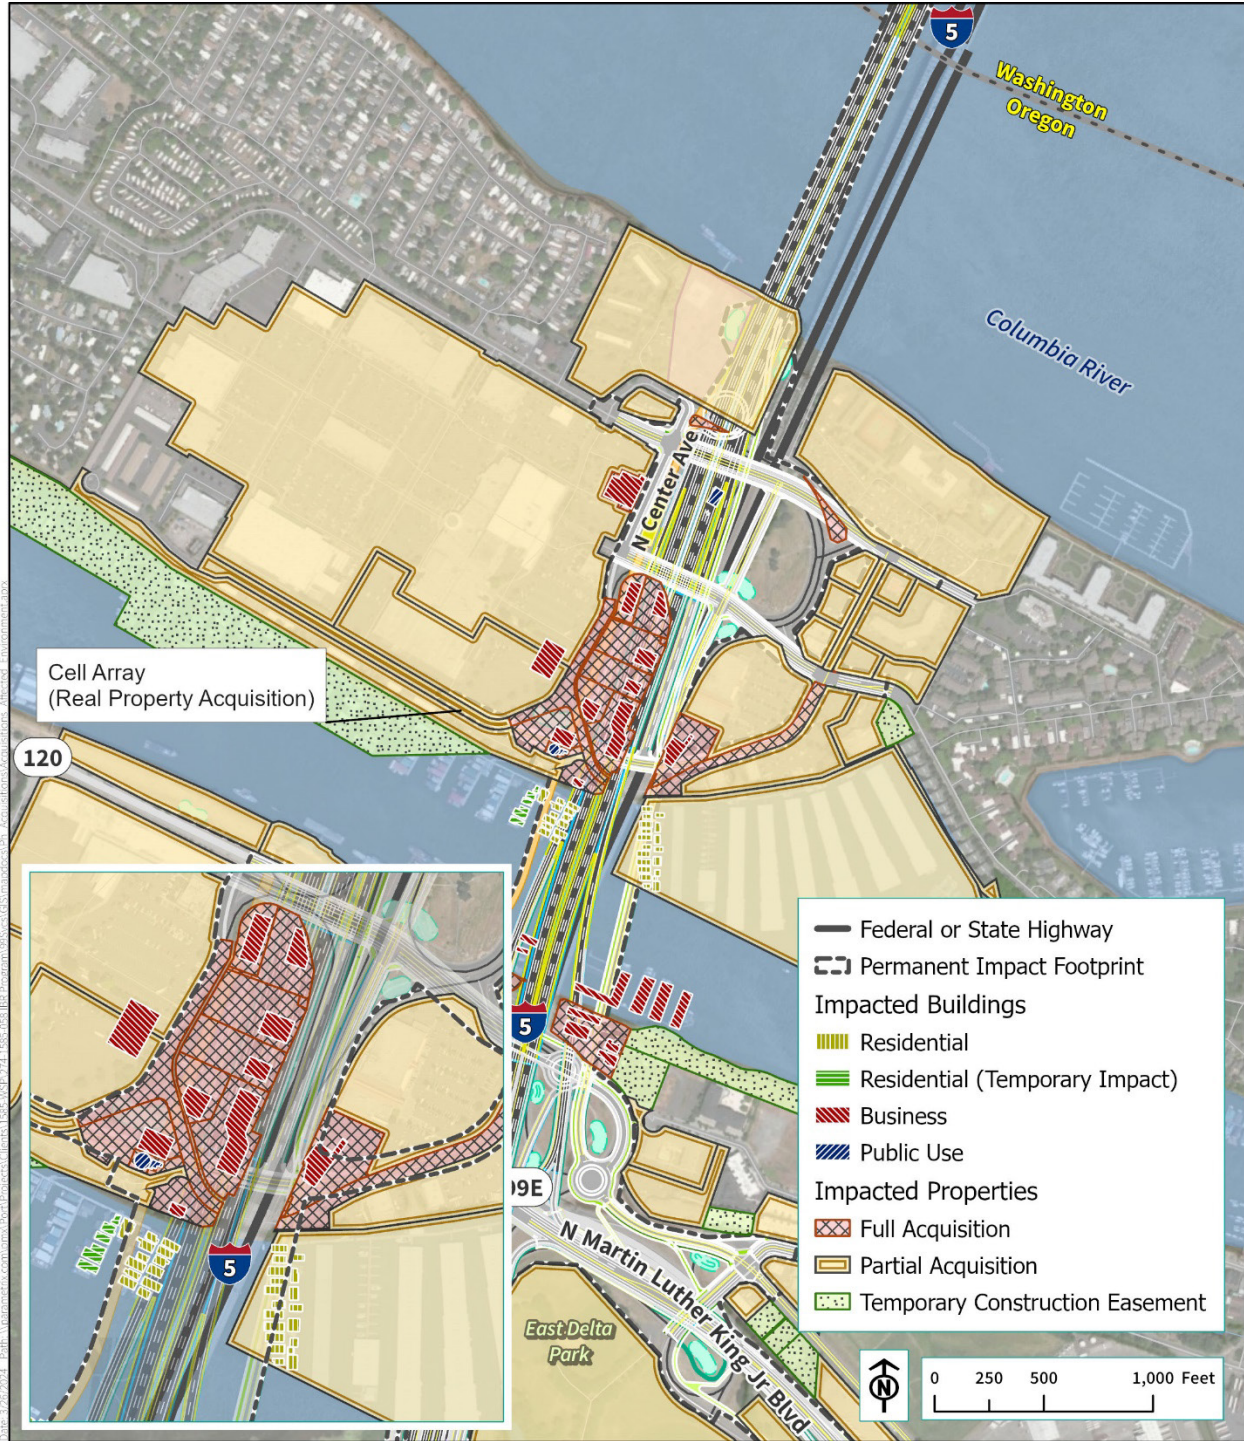 5
Washington
Oregon
Columbia River
N Center Ave
Cell Array
(Real Property Acquisition)
120
5
99E
N Martin Luther King Jr Blvd
East Delta
Park
5
Federal or State Highway
Permanent Impact Footprint
Impacted Buildings
Residential
Residential (Temporary Impact)
Business
Public Use
Impacted Properties
Full Acquisition
Partial Acquisition
Temporary Construction Easement
N
0 250 500 1,000 Feet